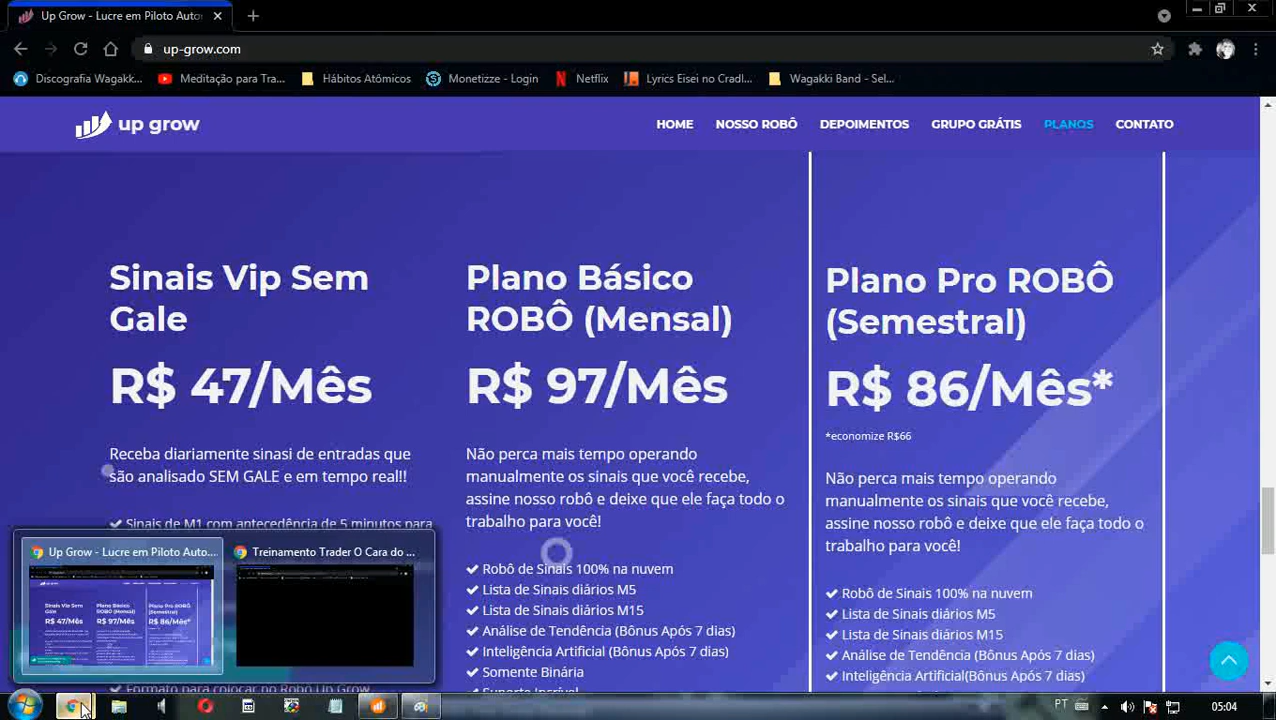 Up Grow - Lucre em Piloto Autor
up-grow.com
Discografia Wagakk...
Meditação para Tra...
Hábitos Atômicos
Monetizze - Login
Netflix
Lyrics Eisei no Cradl...
Wagakki Band - Sel...
up grow
HOME
NOSSO ROBÔ
DEPOIMENTOS
GRUPO GRÁTIS
PLANOS
CONTATO
Sinais Vip Sem
Gale
R$ 47/Mês
Receba diariamente sinasi de entradas que
são analisado SEM GALE e em tempo real!!
Sinais de M1 com antecedência de 5 minutos para
Formato para colocar no Robô Up Grow
Plano Básico
ROBÔ (Mensal)
R$ 97/Mês
Não perca mais tempo operando
manualmente os sinais que você recebe,
assine nosso robô e deixe que ele faça todo o
trabalho para você!
Robô de Sinais 100% na nuvem
Lista de Sinais diários M5
Lista de Sinais diários M15
Análise de Tendência (Bônus Após 7 dias)
Inteligência Artificial (Bônus Após 7 dias)
Somente Binária
Suporte Incrível
Plano Pro ROBÔ
(Semestral)
R$ 86/Mês*
*economize R$66
Não perca mais tempo operando
manualmente os sinais que você recebe,
assine nosso robô e deixe que ele faça todo o
trabalho para você!
Robô de Sinais 100% na nuvem
Lista de Sinais diários M5
Lista de Sinais diários M15
Análise de Tendência (Bônus Após 7 dias)
Inteligência Artificial (Bônus Após 7 dias)
Up Grow - Lucre em Piloto Auto...
Treinamento Trader O Cara do ...
Sinais Vip Sem
Gale
R$ 47/Mês
Plano Básico
ROBÔ (Mensal)
R$ 97/Mês
Plano Pro ROBÔ
(Semestral)
R$ 86/Mês*
PT
05:04